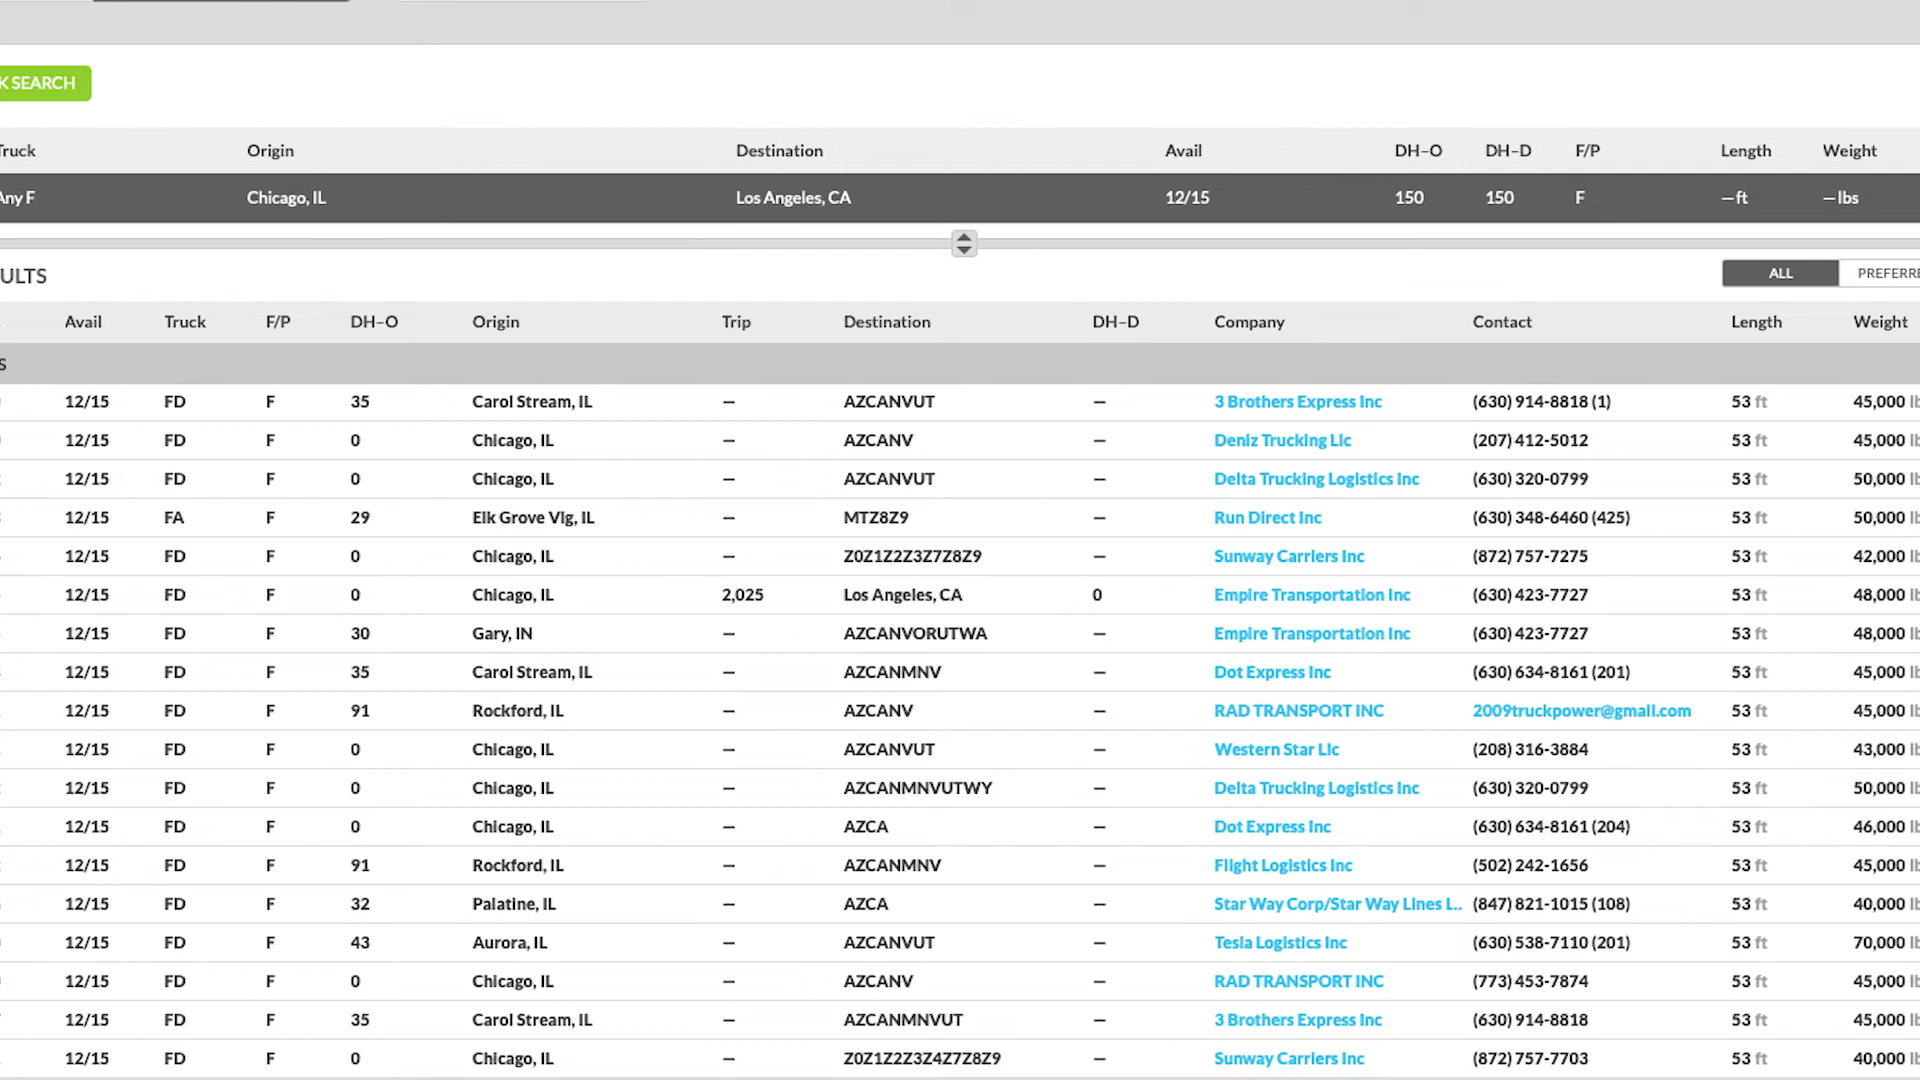 K SEARCH
Truck Origin Destination Avail DH-O DH-D F/P Length Weight
Any F Chicago, IL Los Angeles, CA 12/15 150 150 F —ft —lbs
ULTS ALL PREFERRE
Avail Truck F/P DH-O Origin Trip Destination DH-D Company Contact Length Weight
S
12/15 FD F 35 Carol Stream, IL — AZCANVUT — 3 Brothers Express Inc (630) 914-8818 (1) 53 ft 45,000 lb
12/15 FD F 0 Chicago, IL — AZCANV — Deniz Trucking Llc (207) 412-5012 53 ft 45,000 lb
12/15 FD F 0 Chicago, IL — AZCANVUT — Delta Trucking Logistics Inc (630) 320-0799 53 ft 50,000 lb
12/15 FA F 29 Elk Grove Vlg, IL — MTZ8Z9 — Run Direct Inc (630) 348-6460 (425) 53 ft 50,000 lb
12/15 FD F 0 Chicago, IL — Z0Z1Z2Z3Z7Z8Z9 — Sunway Carriers Inc (872) 757-7275 53 ft 42,000 lb
12/15 FD F 0 Chicago, IL 2,025 Los Angeles, CA 0 Empire Transportation Inc (630) 423-7727 53 ft 48,000 lb
12/15 FD F 30 Gary, IN — AZCANVORUTWA — Empire Transportation Inc (630) 423-7727 53 ft 48,000 lb
12/15 FD F 35 Carol Stream, IL — AZCANMNV — Dot Express Inc (630) 634-8161 (201) 53 ft 45,000 lb
12/15 FD F 91 Rockford, IL — AZCANV — RAD TRANSPORT INC 2009truckpower@gmail.com 53 ft 45,000 lb
12/15 FD F 0 Chicago, IL — AZCANVUT — Western Star Llc (208) 316-3884 53 ft 43,000 lb
12/15 FD F 0 Chicago, IL — AZCANMNVUTWY — Delta Trucking Logistics Inc (630) 320-0799 53 ft 50,000 lb
12/15 FD F 0 Chicago, IL — AZCA — Dot Express Inc (630) 634-8161 (204) 53 ft 46,000 lb
12/15 FD F 91 Rockford, IL — AZCANMNV — Flight Logistics Inc (502) 242-1656 53 ft 45,000 lb
12/15 FD F 32 Palatine, IL — AZCA — Star Way Corp/Star Way Lines L.. (847) 821-1015 (108) 53 ft 40,000 lb
12/15 FD F 43 Aurora, IL — AZCANVUT — Tesla Logistics Inc (630) 538-7110 (201) 53 ft 70,000 lb
12/15 FD F 0 Chicago, IL — AZCANV — RAD TRANSPORT INC (773) 453-7874 53 ft 45,000 lb
12/15 FD F 35 Carol Stream, IL — AZCANMNVUT — 3 Brothers Express Inc (630) 914-8818 53 ft 45,000 lb
12/15 FD F 0 Chicago, IL — Z0Z1Z2Z3Z4Z7Z8Z9 — Sunway Carriers Inc (872) 757-7703 53 ft 40,000 lb